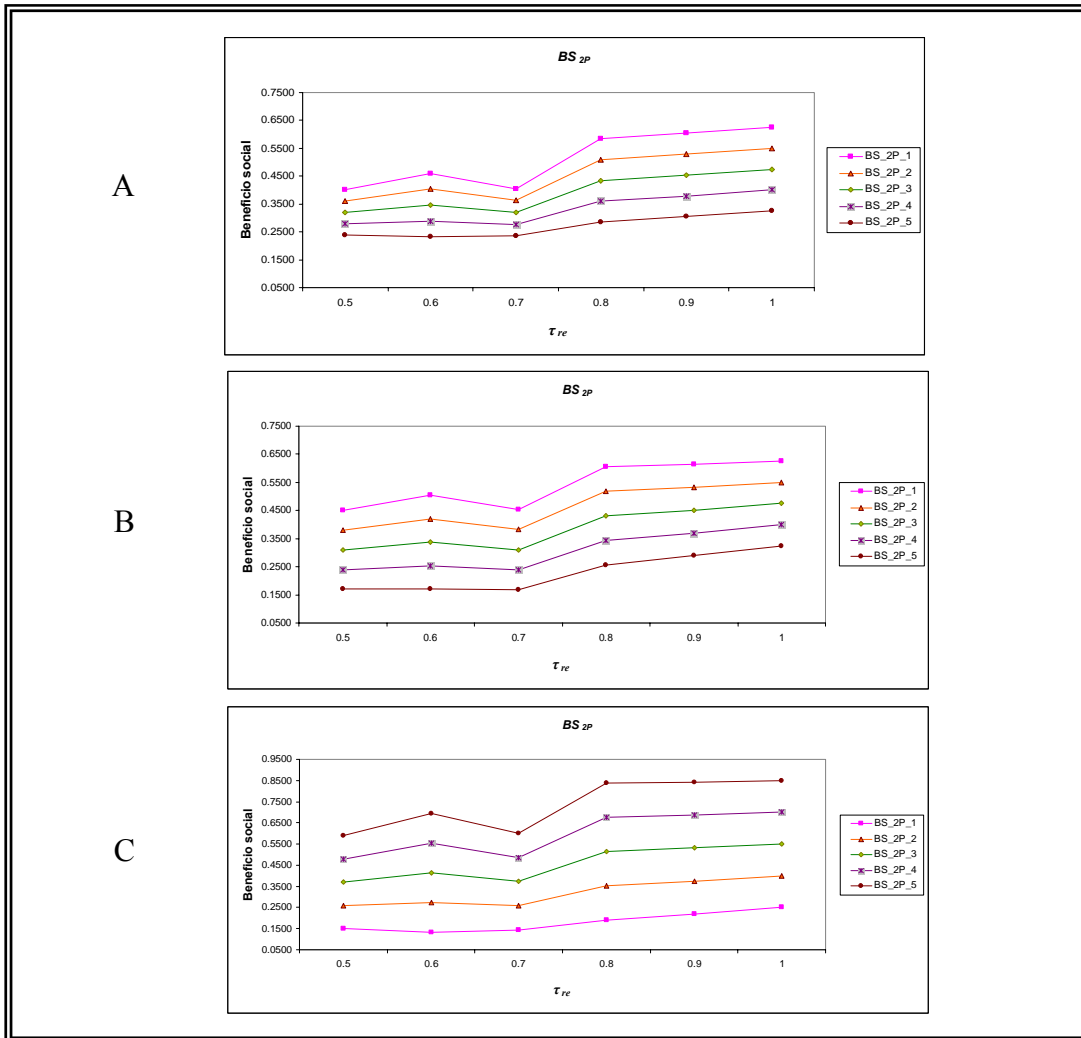 A
BS 2P
Beneficio social
0.7500
0.6500
0.5500
0.4500
0.3500
0.2500
0.1500
0.0500
0.5 0.6 0.7 0.8 0.9 1
τ re
BS_2P_1
BS_2P_2
BS_2P_3
BS_2P_4
BS_2P_5
B
BS 2P
Beneficio social
0.7500
0.6500
0.5500
0.4500
0.3500
0.2500
0.1500
0.0500
0.5 0.6 0.7 0.8 0.9 1
τ re
BS_2P_1
BS_2P_2
BS_2P_3
BS_2P_4
BS_2P_5
C
BS 2P
Beneficio social
0.9500
0.8500
0.7500
0.6500
0.5500
0.4500
0.3500
0.2500
0.1500
0.0500
0.5 0.6 0.7 0.8 0.9 1
τ re
BS_2P_1
BS_2P_2
BS_2P_3
BS_2P_4
BS_2P_5